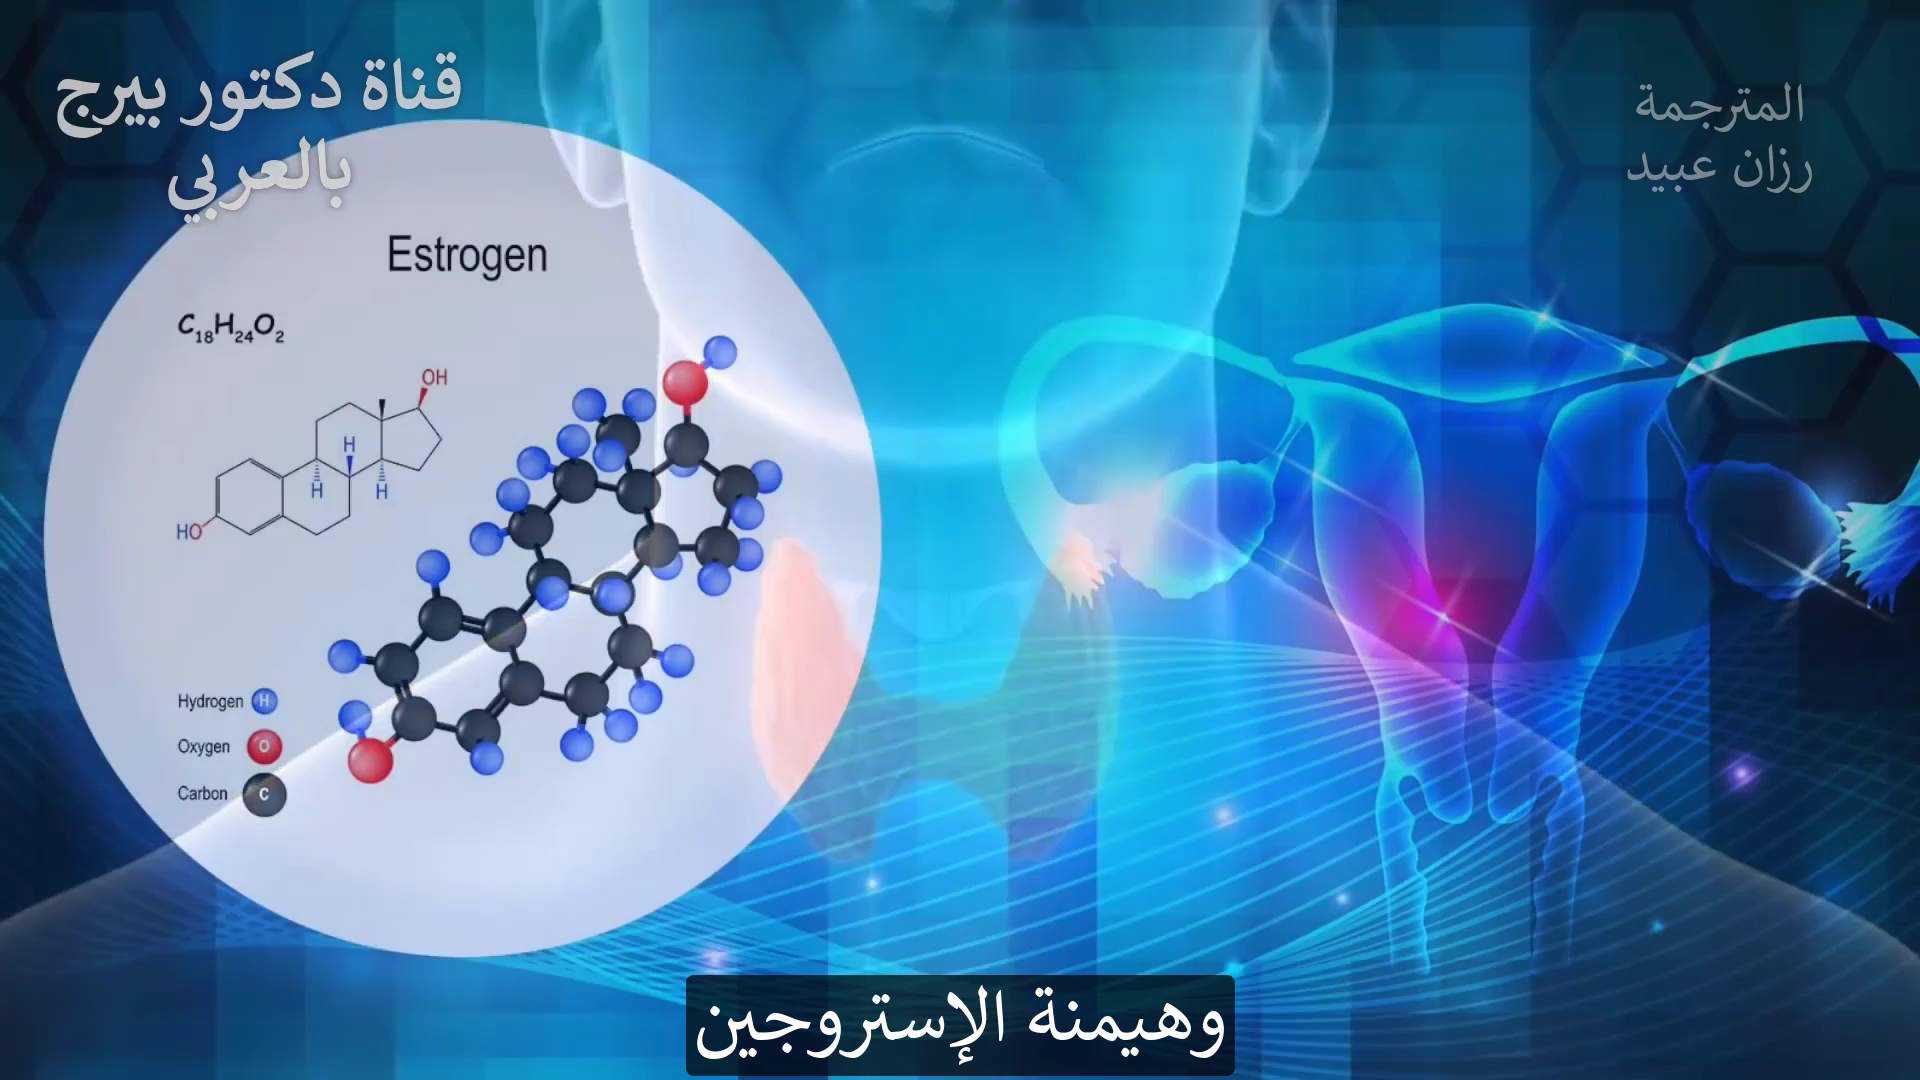 قناة دكتور بيرج
بالعربي
المترجمة
رزان عبيد
Estrogen
C18H24O2
OH
H
H
H
HO
Hydrogen H
Oxygen O
Carbon C
وهيمنة الإستروجين